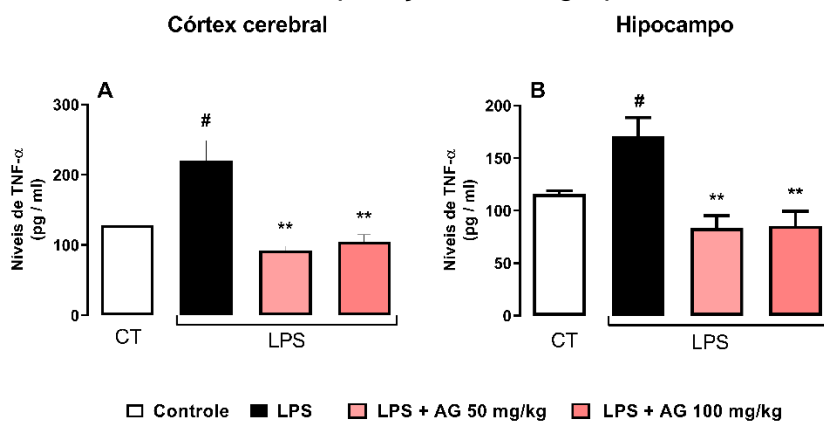 Córtex cerebral
Hipocampo
A
300
200
100
0
Níveis de TNF-α
(pg / ml)
#
**
**
CT
LPS
B
200
150
100
50
0
Níveis de TNF-α
(pg / ml)
#
**
**
CT
LPS
Controle
LPS
LPS + AG 50 mg/kg
LPS + AG 100 mg/kg